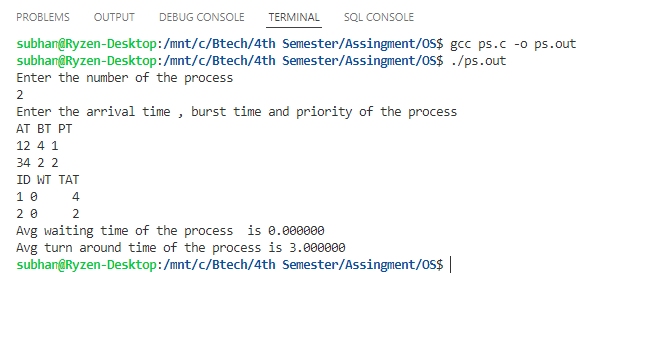 PROBLEMS OUTPUT DEBUG CONSOLE TERMINAL SQL CONSOLE
subhan@Ryzen-Desktop:/mnt/c/Btech/4th Semester/Assingment/OS$ gcc ps.c -o ps.out
subhan@Ryzen-Desktop:/mnt/c/Btech/4th Semester/Assingment/OS$ ./ps.out
Enter the number of the process
2
Enter the arrival time , burst time and priority of the process
AT BT PT
12 4 1
34 2 2
ID WT TAT
1 0     4
2 0     2
Avg waiting time of the process  is 0.000000
Avg turn around time of the process is 3.000000
subhan@Ryzen-Desktop:/mnt/c/Btech/4th Semester/Assingment/OS$